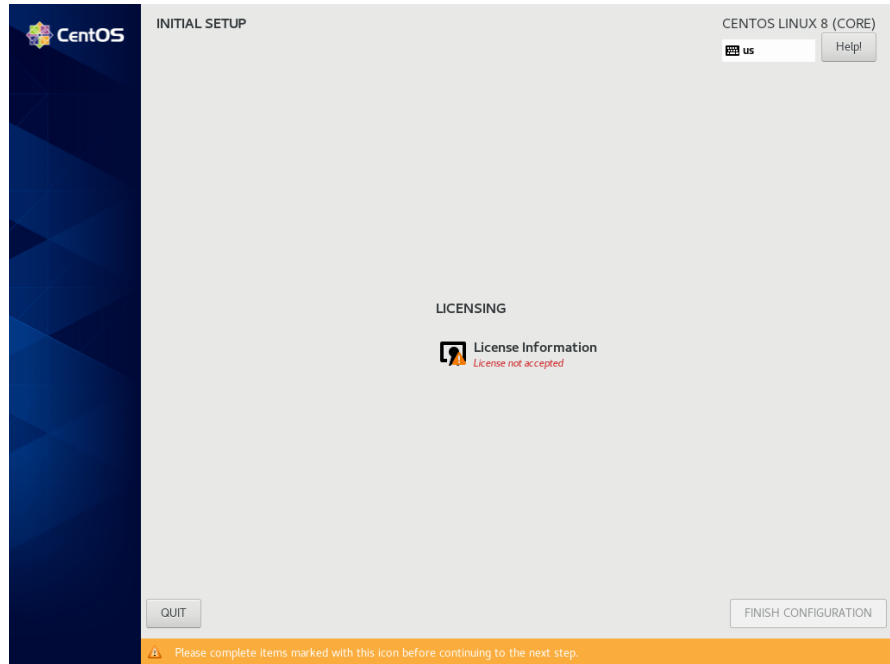 CentOS
INITIAL SETUP
CENTOS LINUX 8 (CORE)
us
Help!
LICENSING
License Information
License not accepted
QUIT
FINISH CONFIGURATION
Please complete items marked with this icon before continuing to the next step.